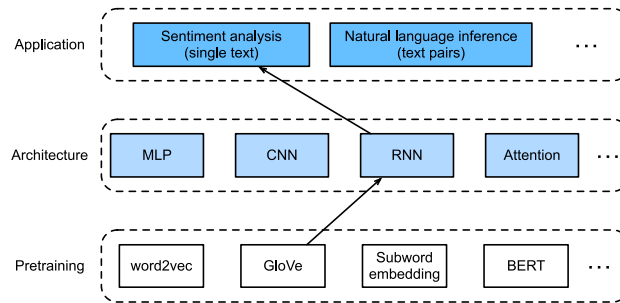 Application
Sentiment analysis
(single text)
Natural language inference
(text pairs)
...
Architecture
MLP
CNN
RNN
Attention
...
Pretraining
word2vec
GloVe
Subword
embedding
BERT
...